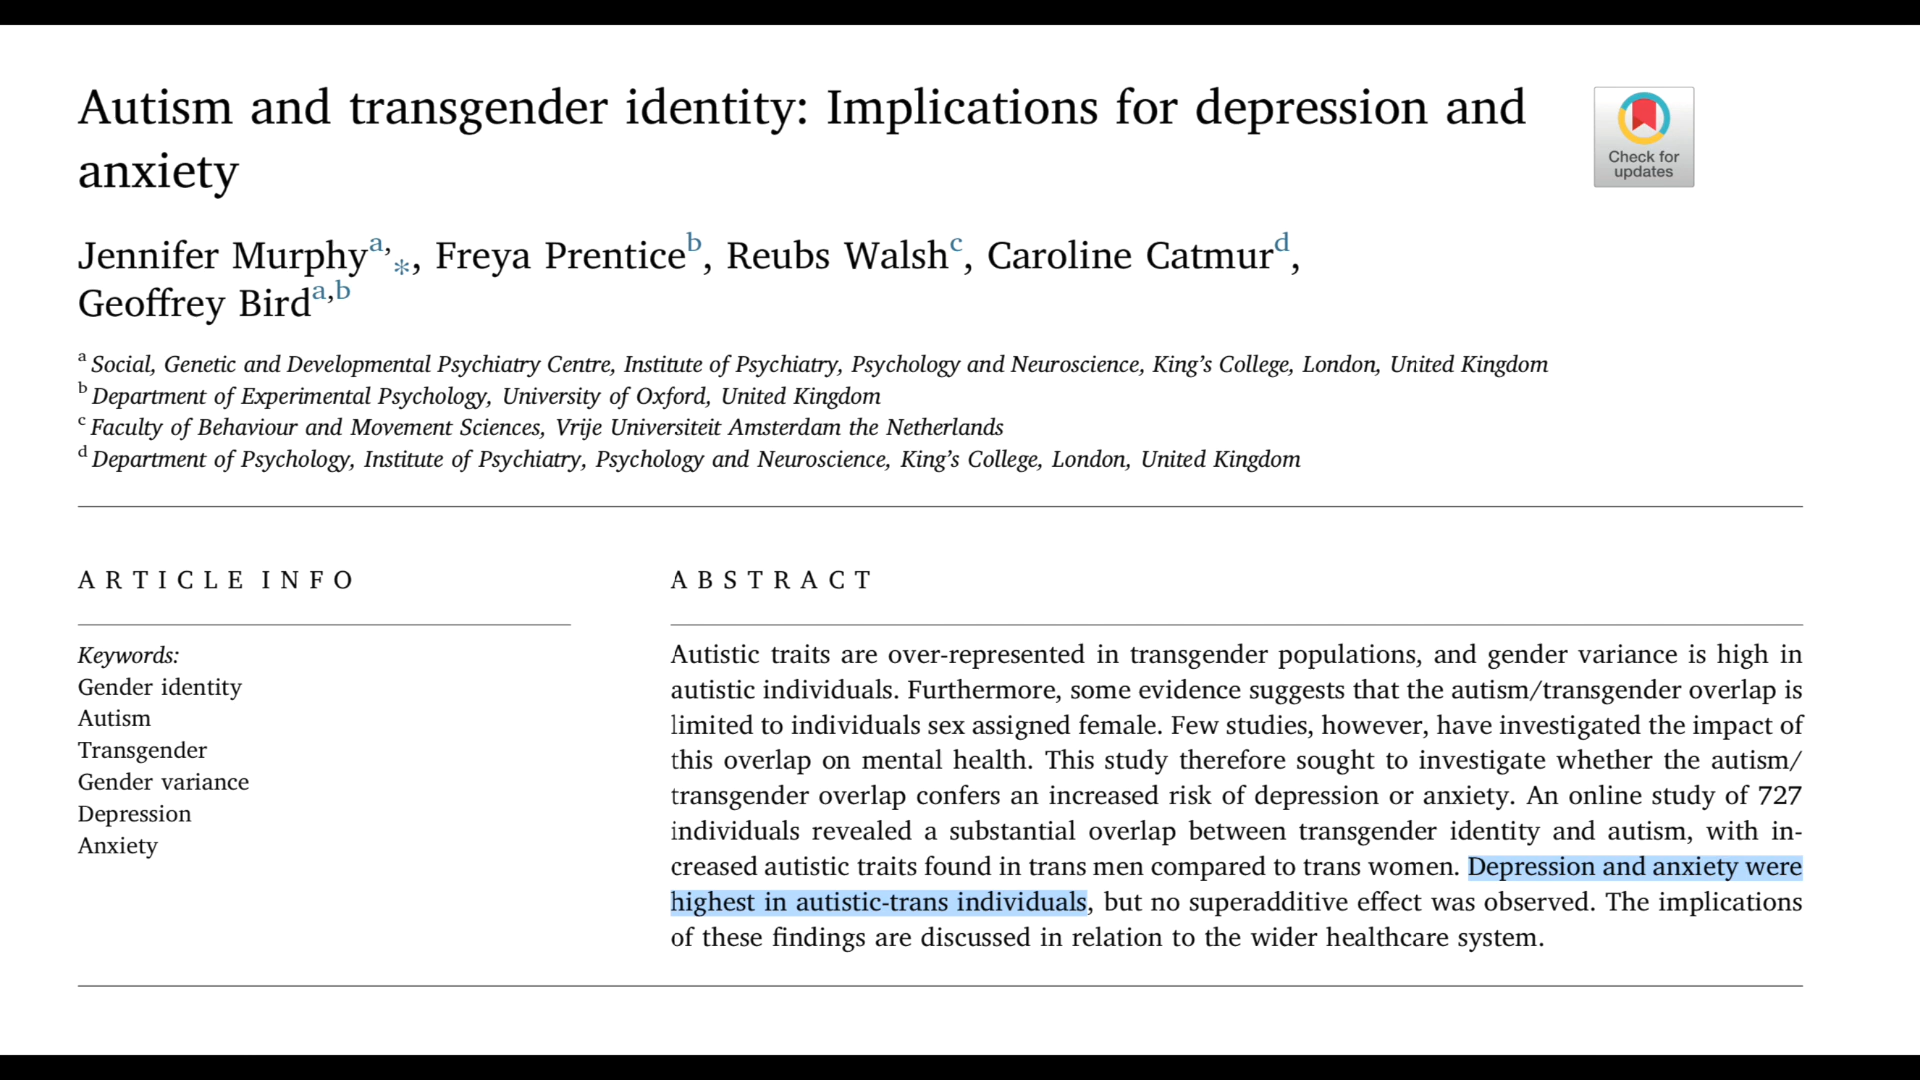 Autism and transgender identity: Implications for depression and
anxiety
Check for
updates
Jennifer Murphya,*, Freya Prenticeb, Reubs Walshc, Caroline Catmurd,
Geoffrey Birda,b
a Social, Genetic and Developmental Psychiatry Centre, Institute of Psychiatry, Psychology and Neuroscience, King’s College, London, United Kingdom
b Department of Experimental Psychology, University of Oxford, United Kingdom
c Faculty of Behaviour and Movement Sciences, Vrije Universiteit Amsterdam the Netherlands
d Department of Psychology, Institute of Psychiatry, Psychology and Neuroscience, King’s College, London, United Kingdom
ARTICLE INFO
Keywords:
Gender identity
Autism
Transgender
Gender variance
Depression
Anxiety
ABSTRACT
Autistic traits are over-represented in transgender populations, and gender variance is high in
autistic individuals. Furthermore, some evidence suggests that the autism/transgender overlap is
limited to individuals sex assigned female. Few studies, however, have investigated the impact of
this overlap on mental health. This study therefore sought to investigate whether the autism/
transgender overlap confers an increased risk of depression or anxiety. An online study of 727
individuals revealed a substantial overlap between transgender identity and autism, with in-
creased autistic traits found in trans men compared to trans women. Depression and anxiety were
highest in autistic-trans individuals, but no superadditive effect was observed. The implications
of these findings are discussed in relation to the wider healthcare system.